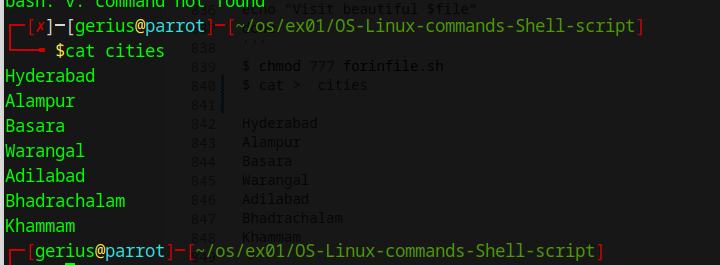 bash: v: command not found
┌─[✗]─[gerius@parrot]─[~/os/ex01/OS-Linux-commands-Shell-script]
└──╼ $cat cities
Hyderabad
Alampur
Basara
Warangal
Adilabad
Bhadrachalam
Khammam
┌─[gerius@parrot]─[~/os/ex01/OS-Linux-commands-Shell-script]
echo "Visit beautiful $file"
838
839 $ chmod 777 forinfile.sh
840 $ cat > cities
841
842 Hyderabad
843 Alampur
844 Basara
845 Warangal
846 Adilabad
847 Bhadrachalam
848 Khammam